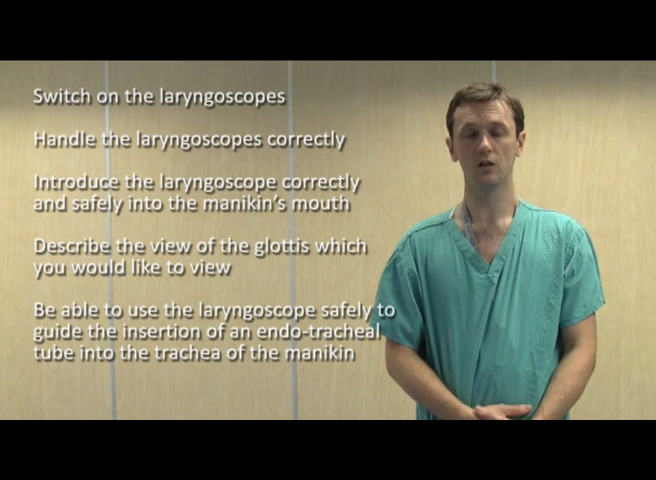 Switch on the laryngoscopes
Handle the laryngoscopes correctly
Introduce the laryngoscope correctly
and safely into the manikin's mouth
Describe the view of the glottis which
you would like to view
Be able to use the laryngoscope safely to
guide the insertion of an endo-tracheal
tube into the trachea of the manikin